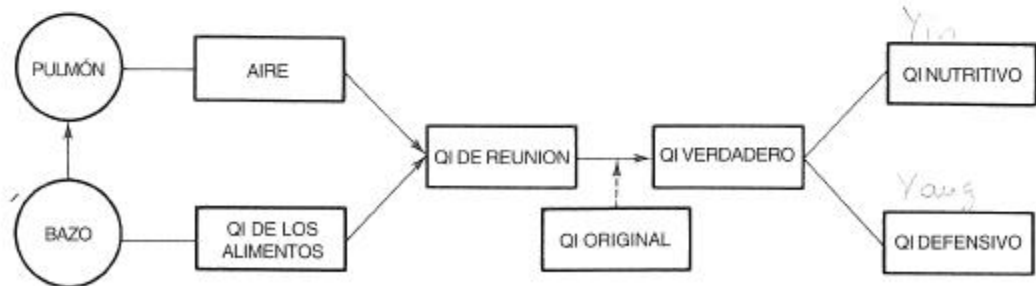 Yin
PULMÓN
AIRE
QI NUTRITIVO
QI DE REUNION
QI VERDADERO
Yang
BAZO
QI DE LOS
ALIMENTOS
QI ORIGINAL
QI DEFENSIVO